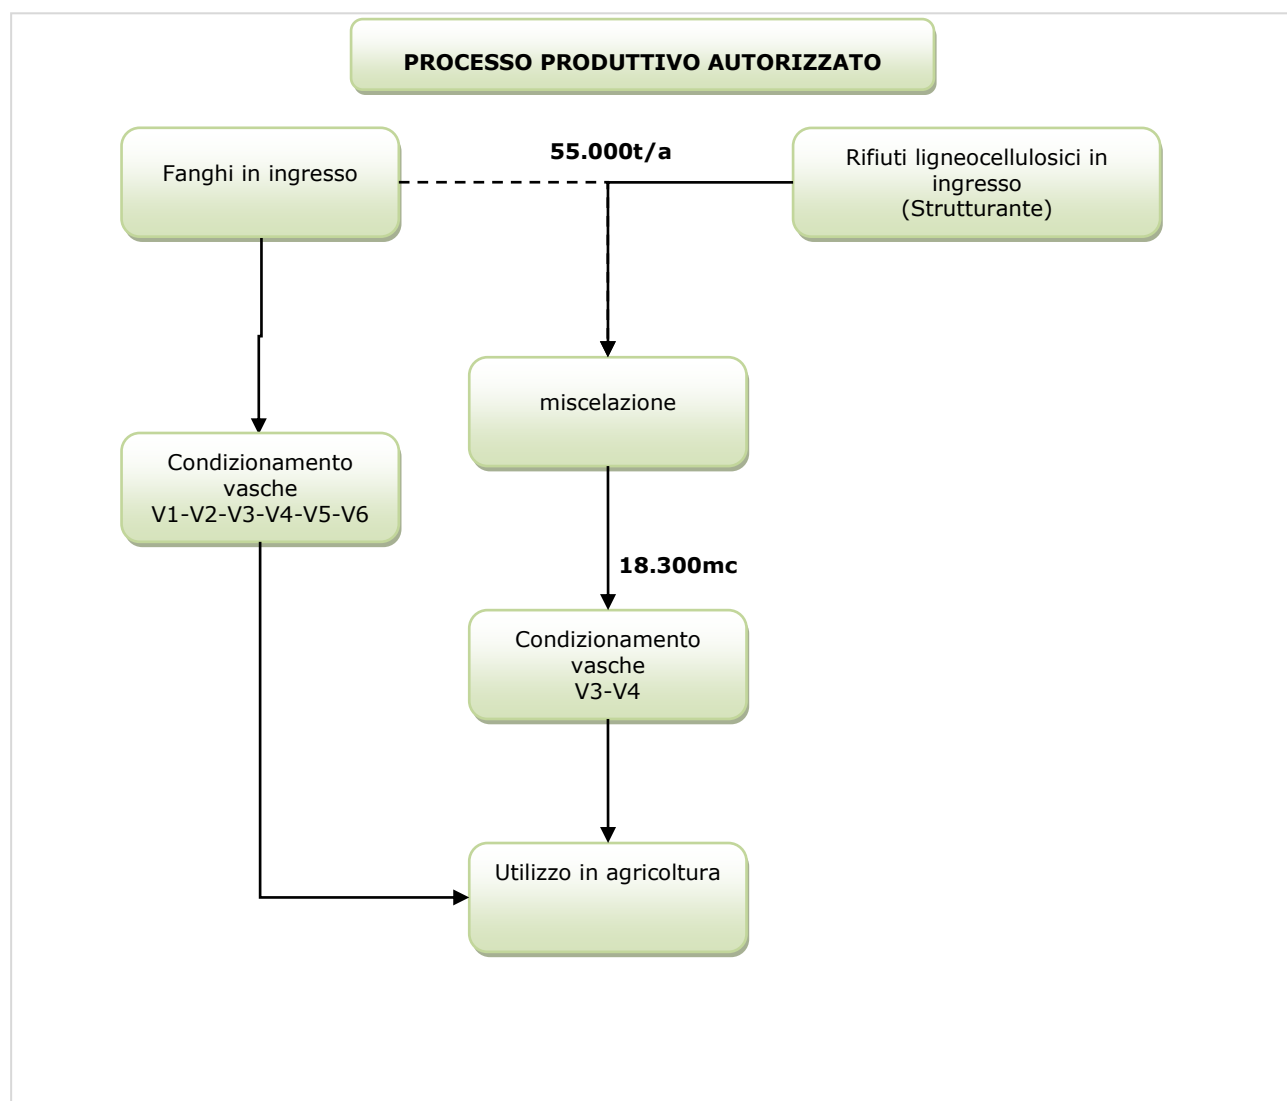 PROCESSO PRODUTTIVO AUTORIZZATO
Fanghi in ingresso
55.000t/a
Rifiuti ligneocellulosici in
ingresso
(Strutturante)
miscelazione
Condizionamento
vasche
V1-V2-V3-V4-V5-V6
18.300mc
Condizionamento
vasche
V3-V4
Utilizzo in agricoltura